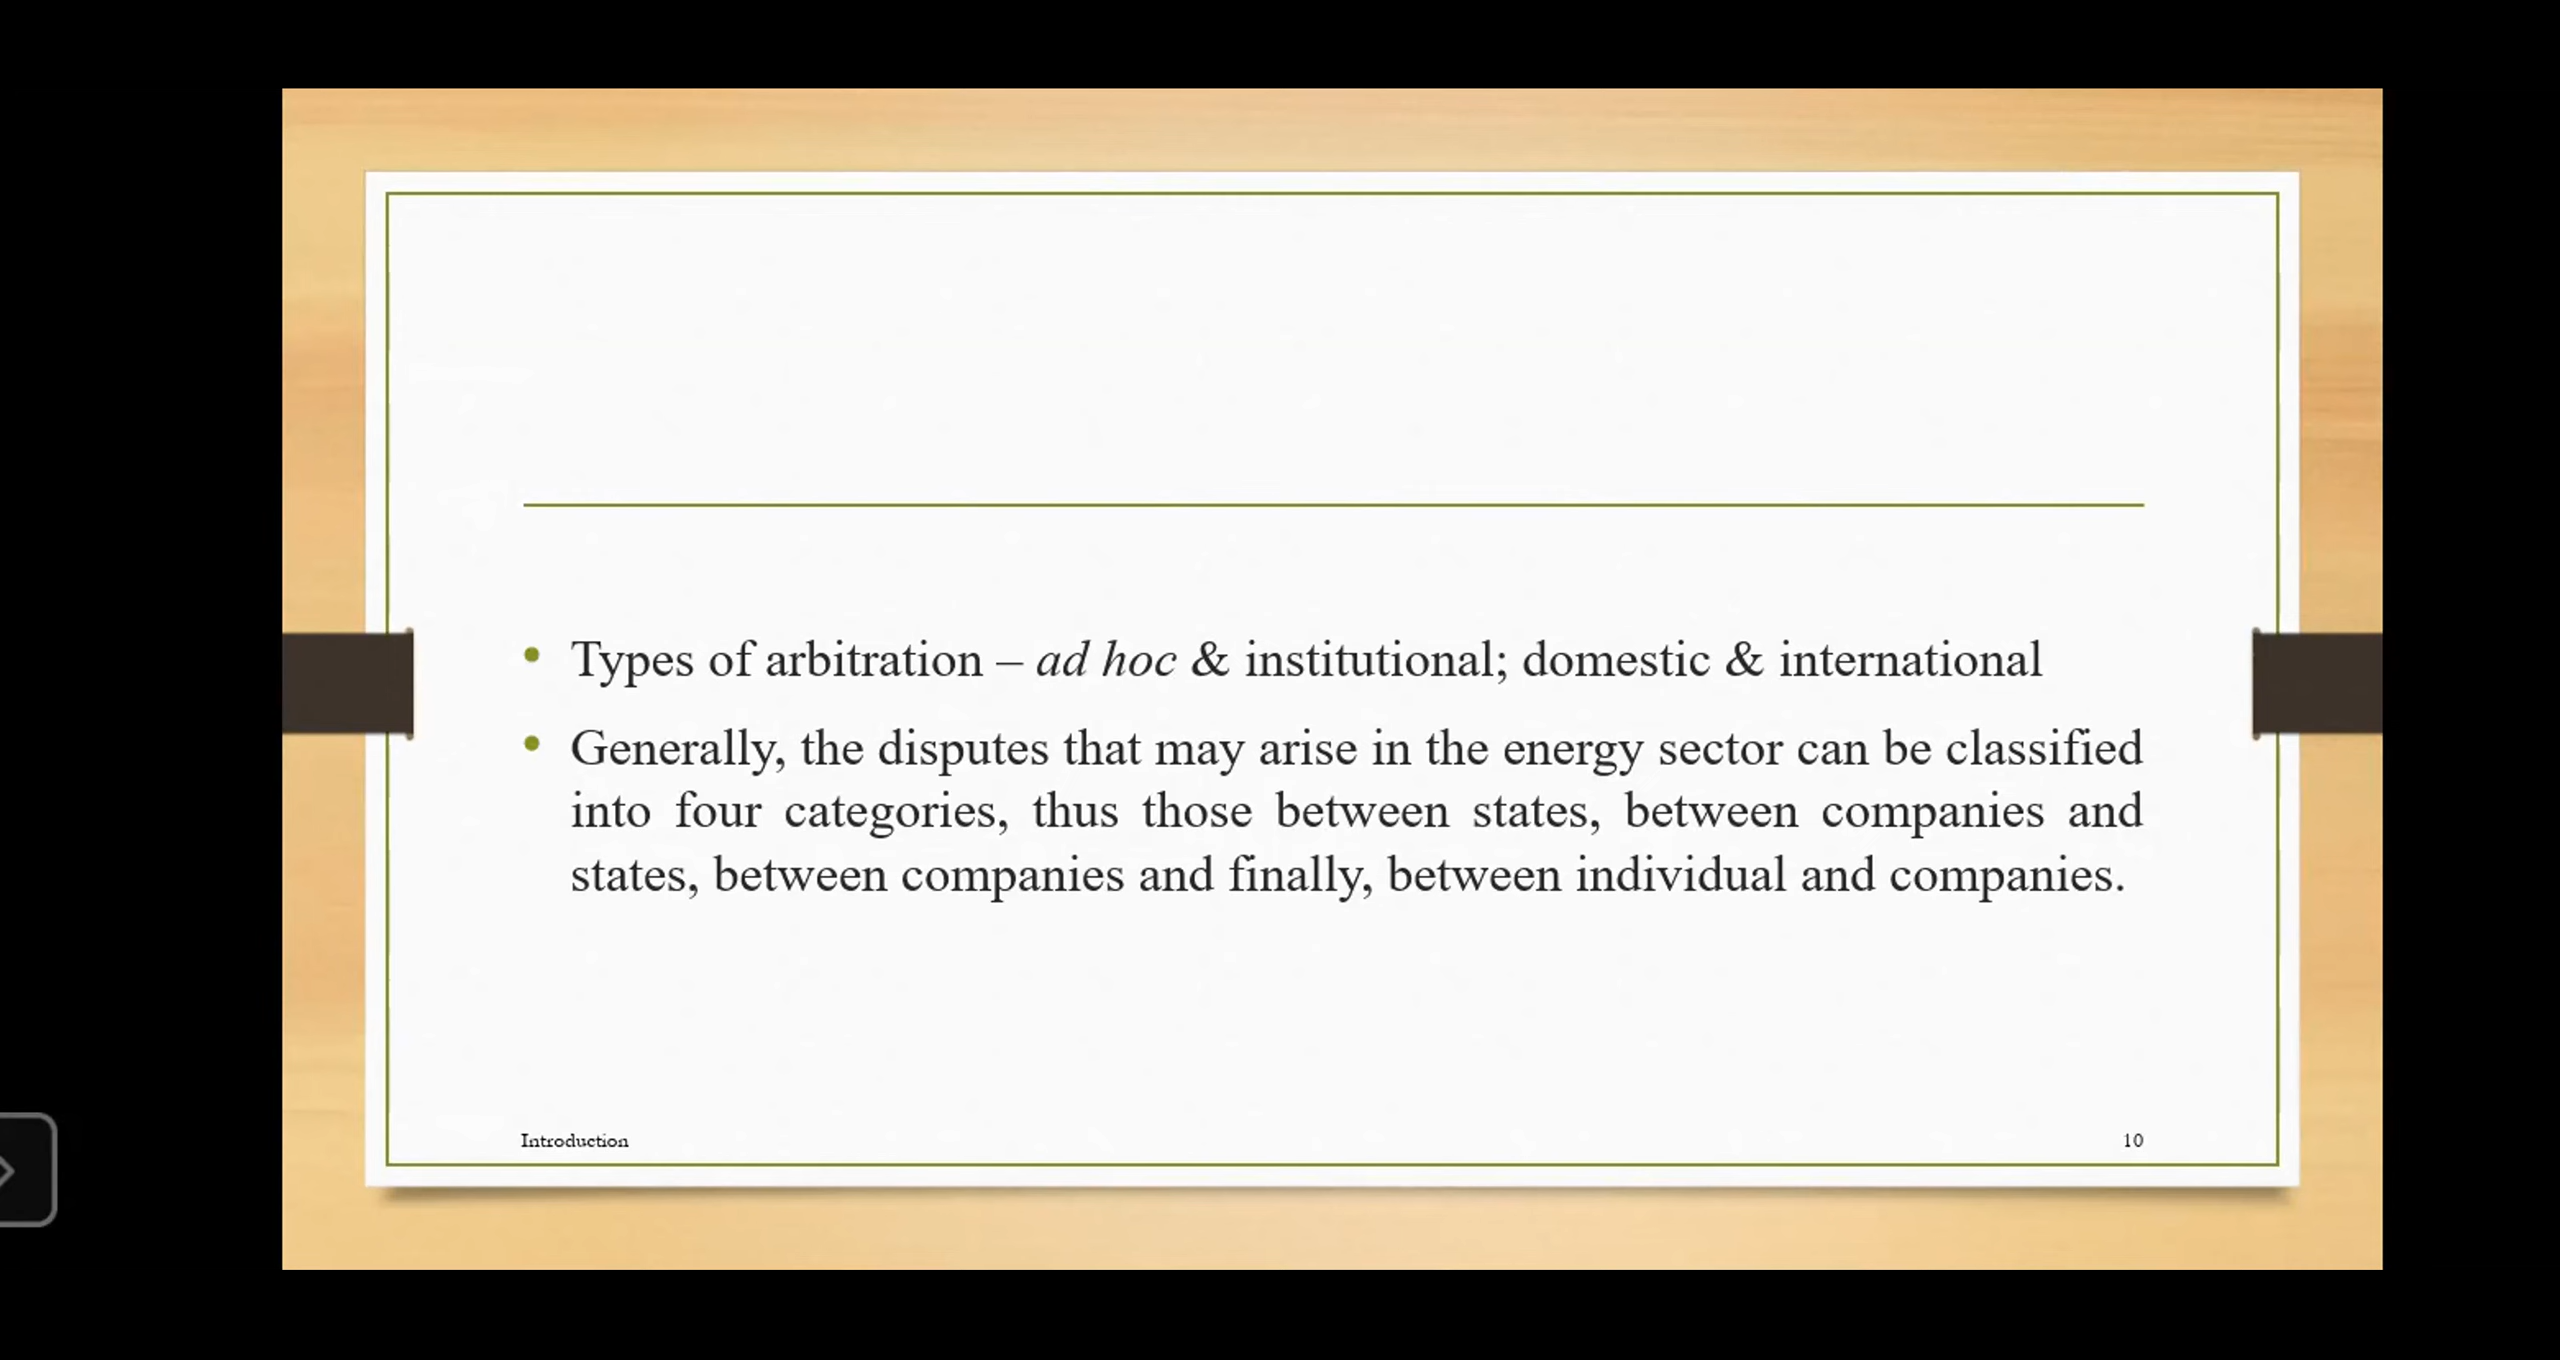 • Types of arbitration – ad hoc & institutional; domestic & international
• Generally, the disputes that may arise in the energy sector can be classified
into four categories, thus those between states, between companies and
states, between companies and finally, between individual and companies.
Introduction
10